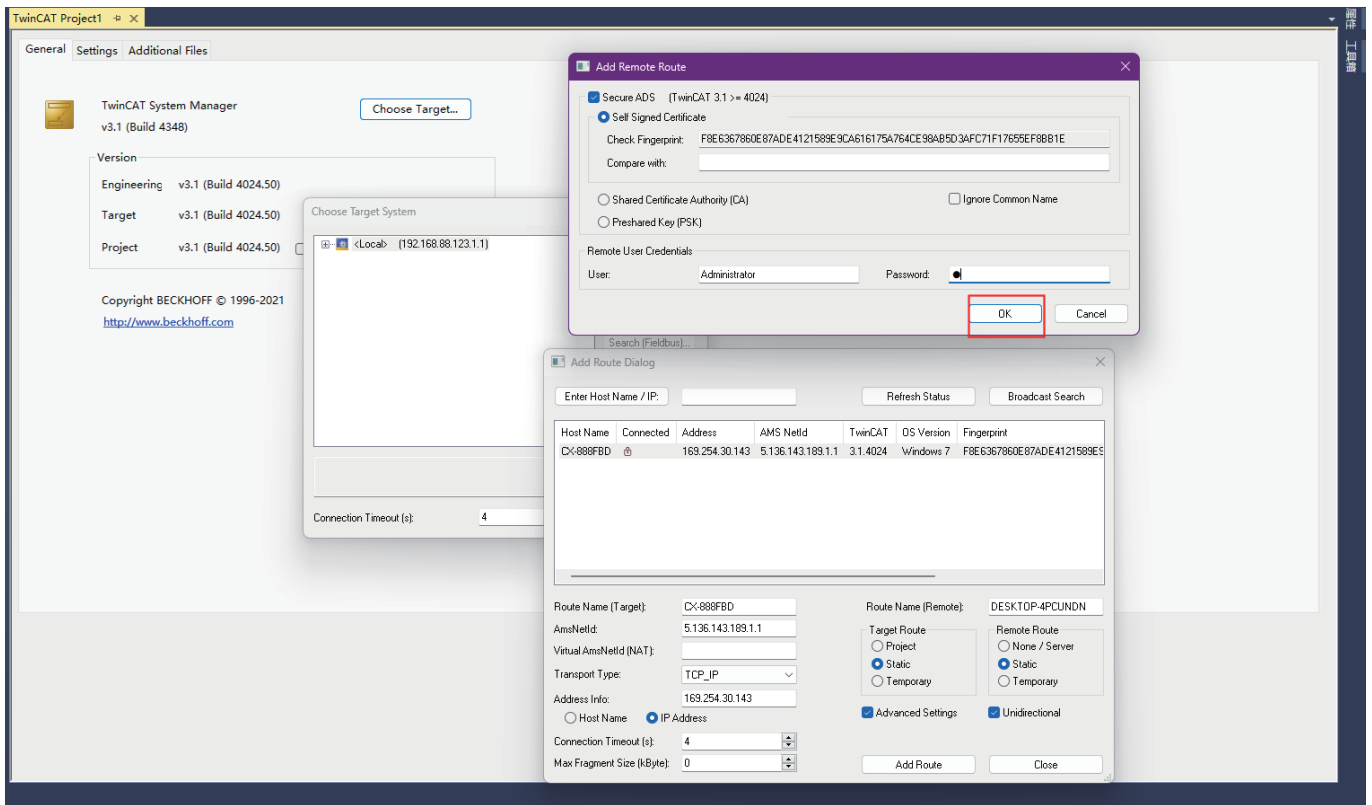 TwinCAT Project1
属性
工具箱
General Settings Additional Files
TwinCAT System Manager
v3.1 (Build 4348)
Choose Target...
Version
Engineering v3.1 (Build 4024.50)
Target v3.1 (Build 4024.50)
Project v3.1 (Build 4024.50)
Copyright BECKHOFF © 1996-2021
http://www.beckhoff.com
Choose Target System
<Local> (192.168.88.123.1.1)
Search (Fieldbus)...
Connection Timeout (s): 4
Add Remote Route
Secure ADS (TwinCAT 3.1 >= 4024)
Self Signed Certificate
Check Fingerprint: F8E6367860E87ADE4121589E9CA616175A764CE98AB5D3AFC71F17655EF8BB1E
Compare with:
Shared Certificate Authority (CA) Ignore Common Name
Preshared Key (PSK)
Remote User Credentials
User: Administrator Password:
OK Cancel
Add Route Dialog
Enter Host Name / IP: Refresh Status Broadcast Search
Host Name Connected Address AMS NetId TwinCAT OS Version Fingerprint
CX-888FBD 169.254.30.143 5.136.143.189.1.1 3.1.4024 Windows 7 F8E6367860E87ADE4121589E9
Route Name (Target): CX-888FBD Route Name (Remote): DESKTOP-4PCUNDN
AmsNetId: 5.136.143.189.1.1 Target Route Remote Route
Virtual AmsNetId (NAT): Project None / Server
Transport Type: TCP_IP Static Static
Temporary Temporary
Address Info: 169.254.30.143
Host Name IP Address Advanced Settings Unidirectional
Connection Timeout (s): 4
Max Fragment Size (kByte): 0 Add Route Close